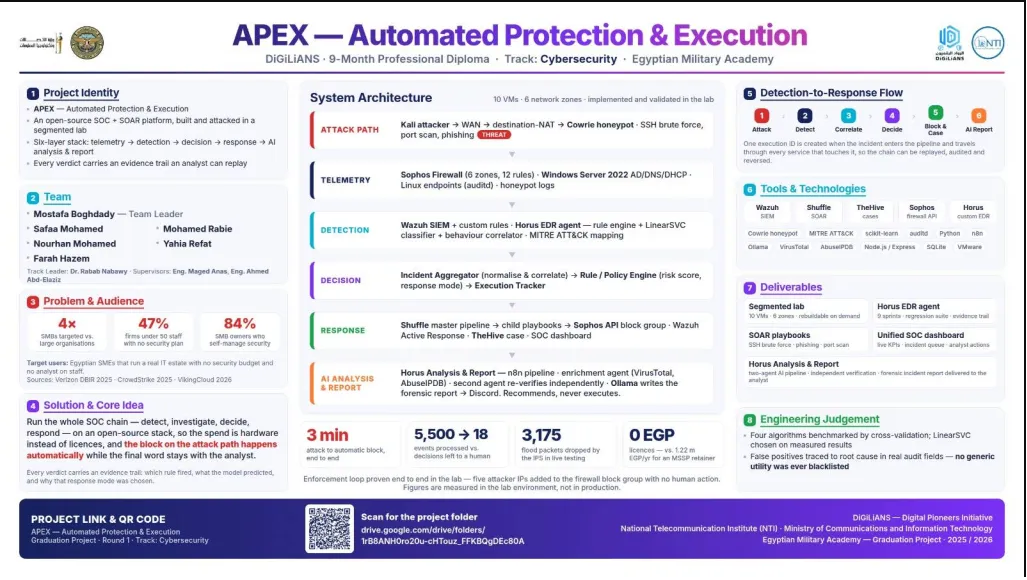 APEX — Automated Protection & Execution
DiGiLiANS · 9-Month Professional Diploma · Track: Cybersecurity · Egyptian Military Academy
DiGiLiANS
NTI
1 Project Identity
• APEX — Automated Protection & Execution
• An open-source SOC + SOAR platform, built and attacked in a
segmented lab
• Six-layer stack: telemetry → detection → decision → response → AI
analysis & report
• Every verdict carries an evidence trail an analyst can replay
2 Team
• Mostafa Boghdady — Team Leader
• Safaa Mohamed
• Mohamed Rabie
• Nourhan Mohamed
• Yahia Refat
• Farah Hazem
Track Leader: Dr. Rabab Nabawy · Supervisors: Eng. Maged Anas, Eng. Ahmed
Abd-Elaziz
3 Problem & Audience
4×
SMBs targeted vs.
large organisations
47%
firms under 50 staff
with no security plan
84%
SMB owners who
self-manage security
Target users: Egyptian SMEs that run a real IT estate with no security budget and
no analyst on staff.
Sources: Verizon DBIR 2025 · CrowdStrike 2025 · VikingCloud 2026
4 Solution & Core Idea
Run the whole SOC chain — detect, investigate, decide,
respond — on an open-source stack, so the spend is hardware
instead of licences, and the block on the attack path happens
automatically while the final word stays with the analyst.
Every verdict carries an evidence trail: which rule fired, what the model predicted,
and why that response mode was chosen.
System Architecture
10 VMs · 6 network zones · implemented and validated in the lab
ATTACK PATH
Kali attacker → WAN → destination-NAT → Cowrie honeypot · SSH brute force,
port scan, phishing THREAT
TELEMETRY
Sophos Firewall (6 zones, 12 rules) · Windows Server 2022 AD/DNS/DHCP ·
Linux endpoints (auditd) · honeypot logs
DETECTION
Wazuh SIEM + custom rules · Horus EDR agent — rule engine + LinearSVC
classifier + behaviour correlator · MITRE ATT&CK mapping
DECISION
Incident Aggregator (normalise & correlate) → Rule / Policy Engine (risk score,
response mode) → Execution Tracker
RESPONSE
Shuffle master pipeline → child playbooks → Sophos API block group · Wazuh
Active Response · TheHive case · SOC dashboard
AI ANALYSIS
& REPORT
Horus Analysis & Report — n8n pipeline · enrichment agent (VirusTotal,
AbuseIPDB) · second agent re-verifies independently · Ollama writes the
forensic report → Discord. Recommends, never executes.
3 min
attack to automatic block,
end to end
5,500 → 18
events processed vs.
decisions left to a human
3,175
flood packets dropped by
the IPS in live testing
0 EGP
licences — vs. 1.22 m
EGP/yr for an MSSP retainer
Enforcement loop proven end to end in the lab — five attacker IPs added to the firewall block group with no human action.
Figures are measured in the lab environment, not in production.
5 Detection-to-Response Flow
1 2 3 4 5 6
Attack Detect Correlate Decide Block &
Case AI Report
One execution ID is created when the incident enters the pipeline and travels
through every service that touches it, so the chain can be replayed, audited and
reversed.
6 Tools & Technologies
Wazuh Shuffle TheHive Sophos Horus
SIEM SOAR cases firewall API custom EDR
Cowrie honeypot MITRE ATT&CK scikit-learn auditd Python n8n
Ollama VirusTotal AbuseIPDB Node.js / Express SQLite VMware
7 Deliverables
Segmented lab
10 VMs · 6 zones · rebuildable on demand
Horus EDR agent
9 sprints · regression suite · evidence trail
SOAR playbooks
SSH brute force · phishing · port scan
Unified SOC dashboard
live KPIs · incident queue · analyst actions
Horus Analysis & Report
two-agent AI pipeline · independent verification · forensic incident report delivered to the
analyst
8 Engineering Judgement
• Four algorithms benchmarked by cross-validation; LinearSVC
chosen on measured results
• False positives traced to root cause in real audit fields — no generic
utility was ever blacklisted
PROJECT LINK & QR CODE
APEX — Automated Protection & Execution
Graduation Project · Round 1 · Track: Cybersecurity
Scan for the project folder
drive.google.com/drive/folders/
1rB8ANH0ro20u-cHTouz_FFKBQgDEc80A
DiGiLiANS — Digital Pioneers Initiative
National Telecommunication Institute (NTI) · Ministry of Communications and Information Technology
Egyptian Military Academy — Graduation Project · 2025 / 2026